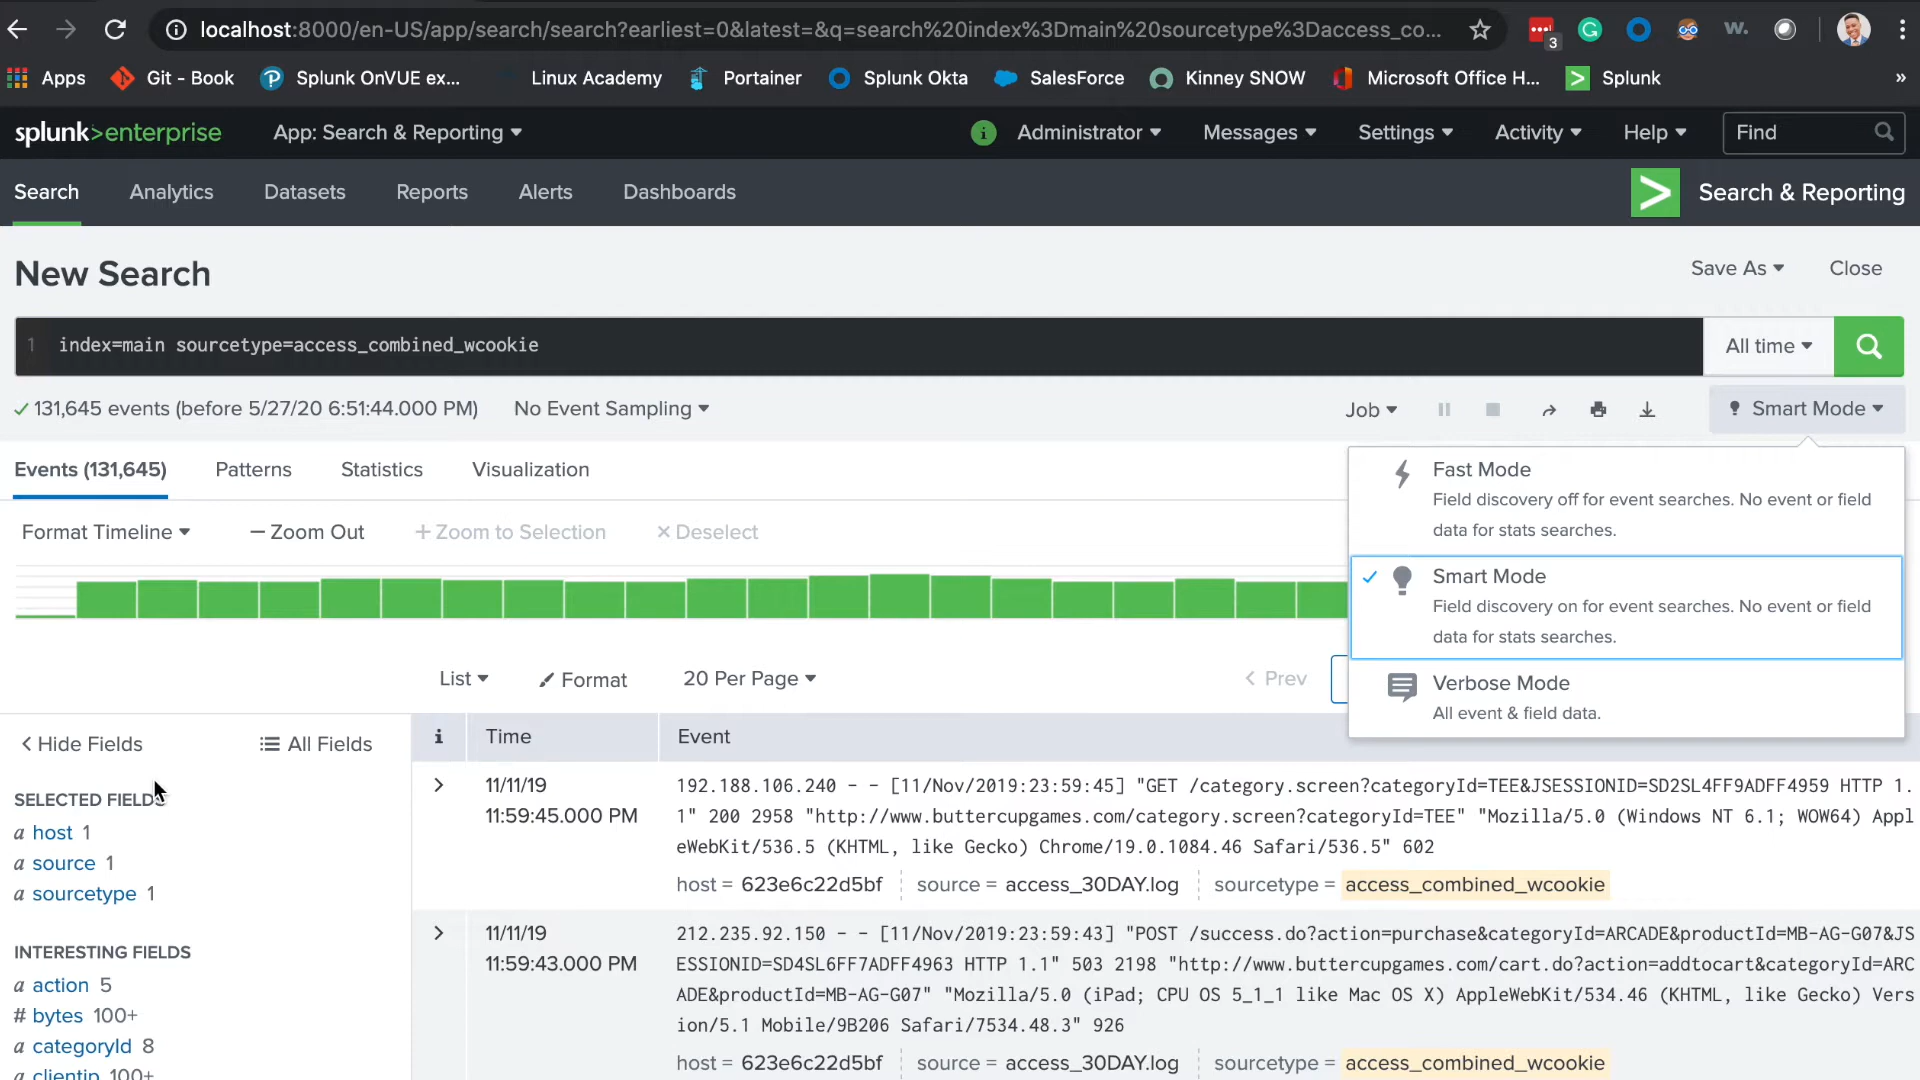 localhost:8000/en-US/app/search/search?earliest=0&latest=&q=search%20index%3Dmain%20sourcetype%3Daccess_co...
3
w.
Apps
Git - Book
Splunk OnVUE ex...
Linux Academy
Portainer
Splunk Okta
SalesForce
Kinney SNOW
Microsoft Office H...
Splunk
»
splunk>enterprise
App: Search & Reporting
i
Administrator
Messages
Settings
Activity
Help
Find
Search
Analytics
Datasets
Reports
Alerts
Dashboards
Search & Reporting
New Search
Save As
Close
1 index=main sourcetype=access_combined_wcookie
All time
131,645 events (before 5/27/20 6:51:44.000 PM)
No Event Sampling
Job
Smart Mode
Events (131,645)
Patterns
Statistics
Visualization
Fast Mode
Field discovery off for event searches. No event or field
data for stats searches.
Smart Mode
Field discovery on for event searches. No event or field
data for stats searches.
Verbose Mode
All event & field data.
Format Timeline
— Zoom Out
+ Zoom to Selection
× Deselect
List
Format
20 Per Page
< Prev
< Hide Fields
All Fields
i
Time
Event
SELECTED FIELDS
a host 1
a source 1
a sourcetype 1
INTERESTING FIELDS
a action 5
# bytes 100+
a categoryId 8
a clientip 100+
11/11/19
11:59:45.000 PM
192.188.106.240 - - [11/Nov/2019:23:59:45] "GET /category.screen?categoryId=TEE&JSESSIONID=SD2SL4FF9ADFF4959 HTTP 1.
1" 200 2958 "http://www.buttercupgames.com/category.screen?categoryId=TEE" "Mozilla/5.0 (Windows NT 6.1; WOW64) Appl
eWebKit/536.5 (KHTML, like Gecko) Chrome/19.0.1084.46 Safari/536.5" 602
host = 623e6c22d5bf
source = access_30DAY.log
sourcetype = access_combined_wcookie
11/11/19
11:59:43.000 PM
212.235.92.150 - - [11/Nov/2019:23:59:43] "POST /success.do?action=purchase&categoryId=ARCADE&productId=MB-AG-G07&JS
ESSIONID=SD4SL6FF7ADFF4963 HTTP 1.1" 503 2198 "http://www.buttercupgames.com/cart.do?action=addtocart&categoryId=ARC
ADE&productId=MB-AG-G07" "Mozilla/5.0 (iPad; CPU OS 5_1_1 like Mac OS X) AppleWebKit/534.46 (KHTML, like Gecko) Vers
ion/5.1 Mobile/9B206 Safari/7534.48.3" 926
host = 623e6c22d5bf
source = access_30DAY.log
sourcetype = access_combined_wcookie